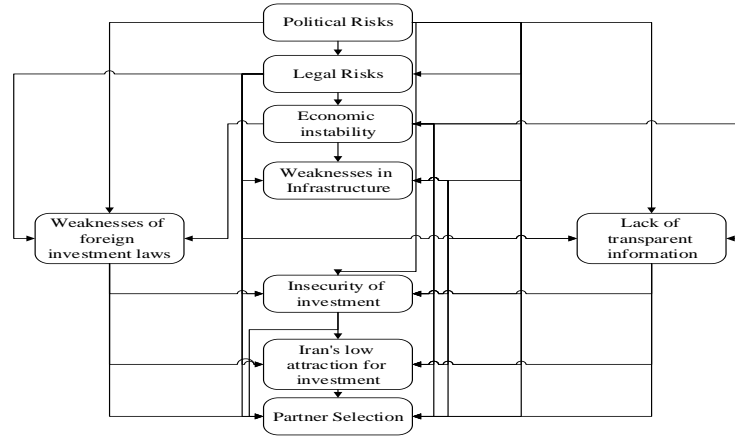 Political Risks
Legal Risks
Economic
instability
Weaknesses in
Infrastructure
Weaknesses of
foreign
investment laws
Lack of
transparent
information
Insecurity of
investment
Iran's low
attraction for
investment
Partner Selection